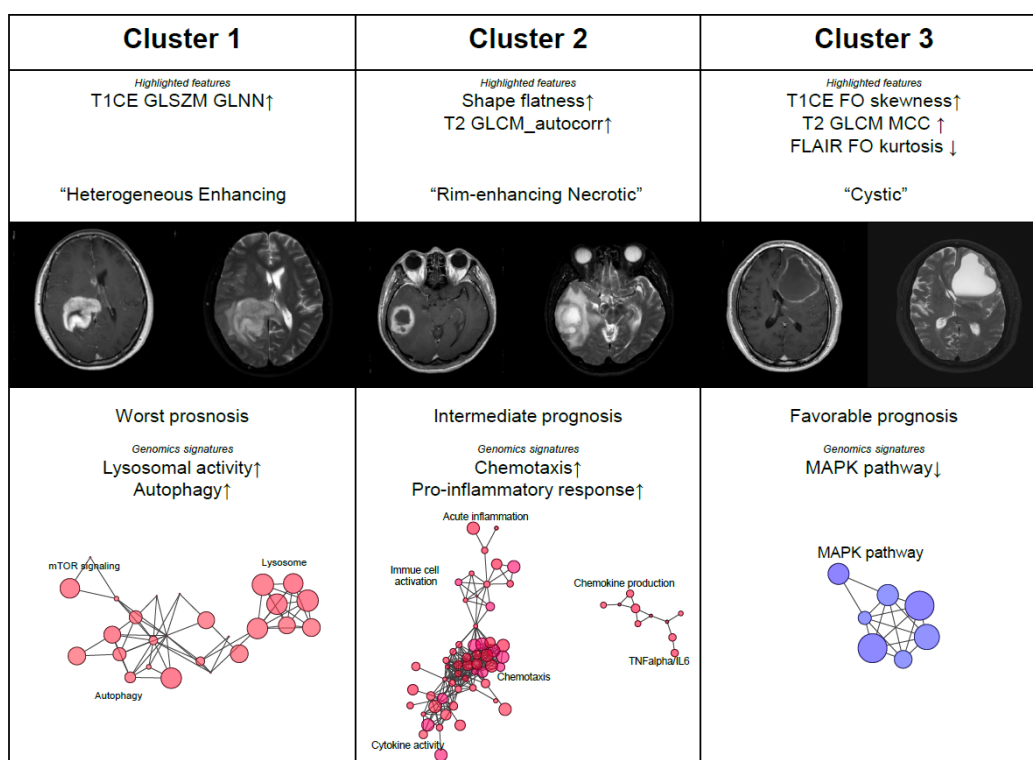 Cluster 1
Highlighted features
T1CE GLSZM GLNN↑
“Heterogeneous Enhancing
Worst prosnosis
Genomics signatures
Lysosomal activity↑
Autophagy↑
mTOR signaling
Lysosome
Autophagy
Cluster 2
Highlighted features
Shape flatness↑
T2 GLCM_autocorr↑
“Rim-enhancing Necrotic”
Intermediate prognosis
Genomics signatures
Chemotaxis↑
Pro-inflammatory response↑
Acute inflammation
Immue cell
activation
Chemokine production
TNFalpha/IL6
Chemotaxis
Cytokine activity
Cluster 3
Highlighted features
T1CE FO skewness↑
T2 GLCM MCC ↑
FLAIR FO kurtosis ↓
“Cystic”
Favorable prognosis
Genomics signatures
MAPK pathway↓
MAPK pathway